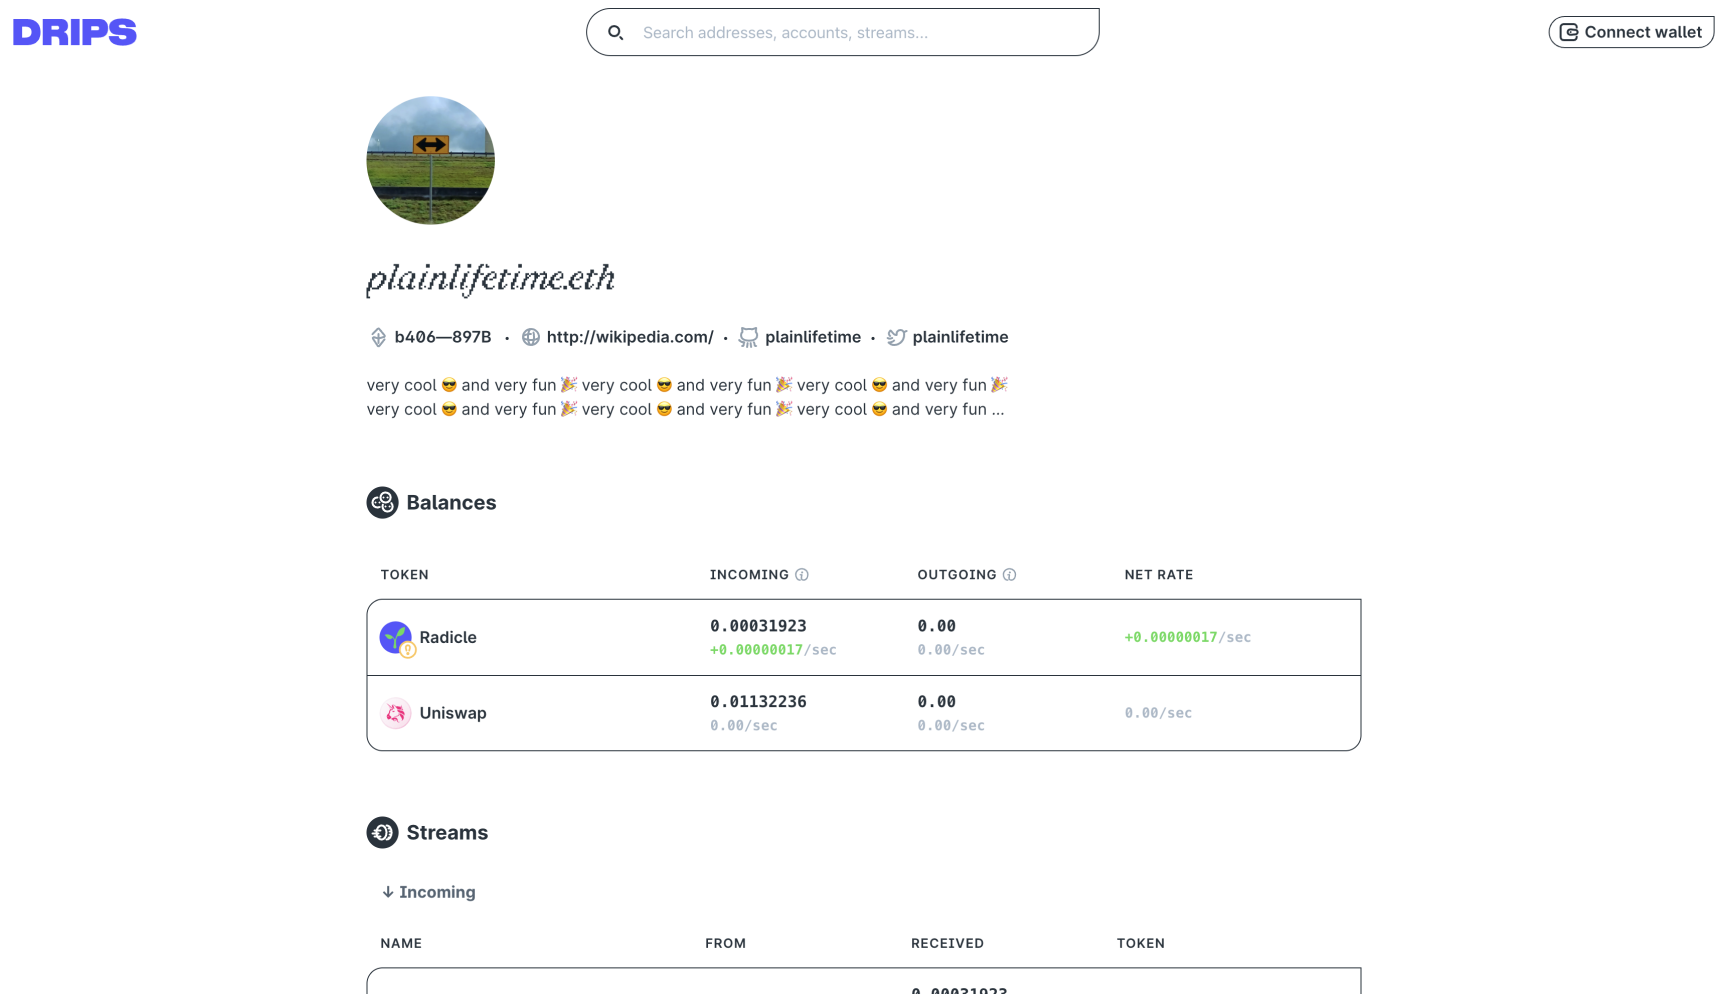 DRIPS
Search addresses, accounts, streams...
Connect wallet
plainlifetime.eth
b406—897B • http://wikipedia.com/ • plainlifetime • plainlifetime
very cool 😎 and very fun 🎉 very cool 😎 and very fun 🎉 very cool 😎 and very fun 🎉
very cool 😎 and very fun 🎉 very cool 😎 and very fun 🎉 very cool 😎 and very fun ...
Balances
TOKEN INCOMING OUTGOING NET RATE
Radicle
0.00031923 0.00
+0.00000017/sec 0.00/sec
+0.00000017/sec
Uniswap
0.01132236 0.00
0.00/sec 0.00/sec
0.00/sec
Streams
↓ Incoming
NAME FROM RECEIVED TOKEN
0.00031923